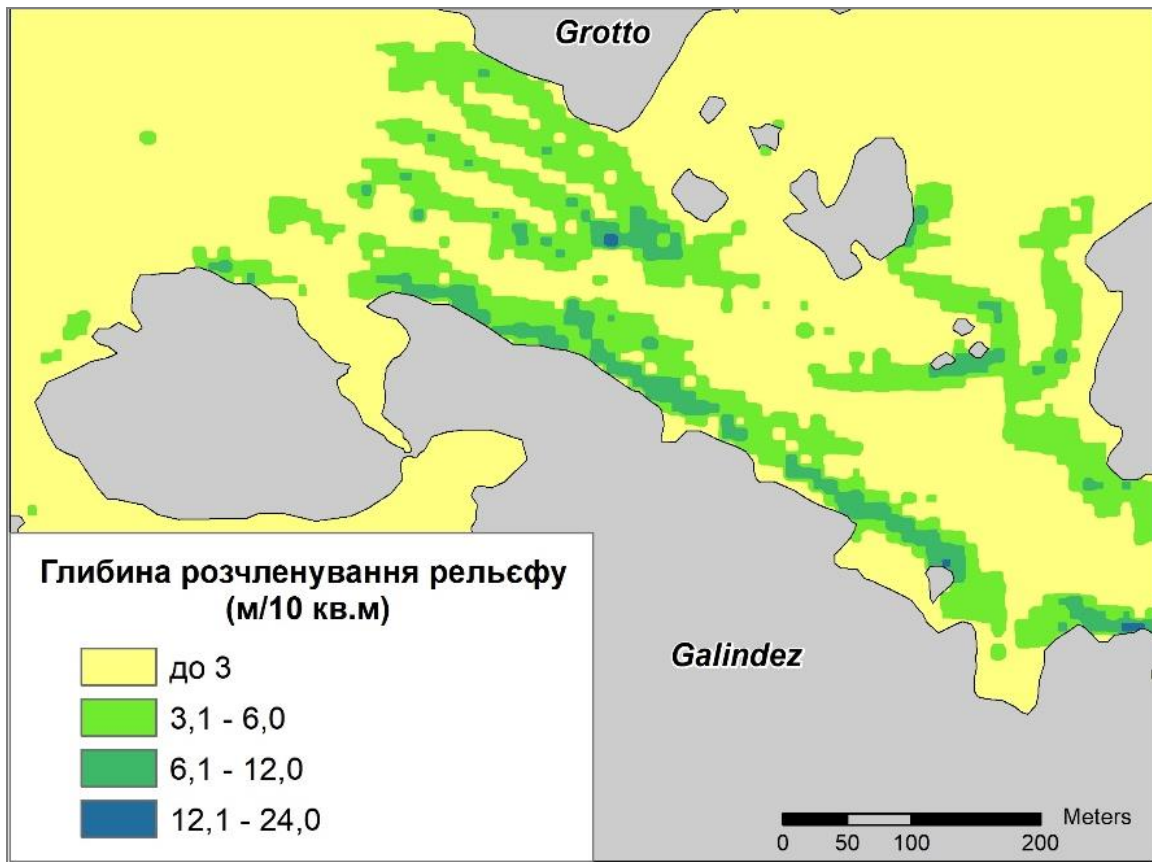 Grotto
Глибина розчленування рельєфу
(м/10 кв.м)
до 3
3,1 - 6,0
6,1 - 12,0
12,1 - 24,0
Galindez
Meters
0 50 100 200